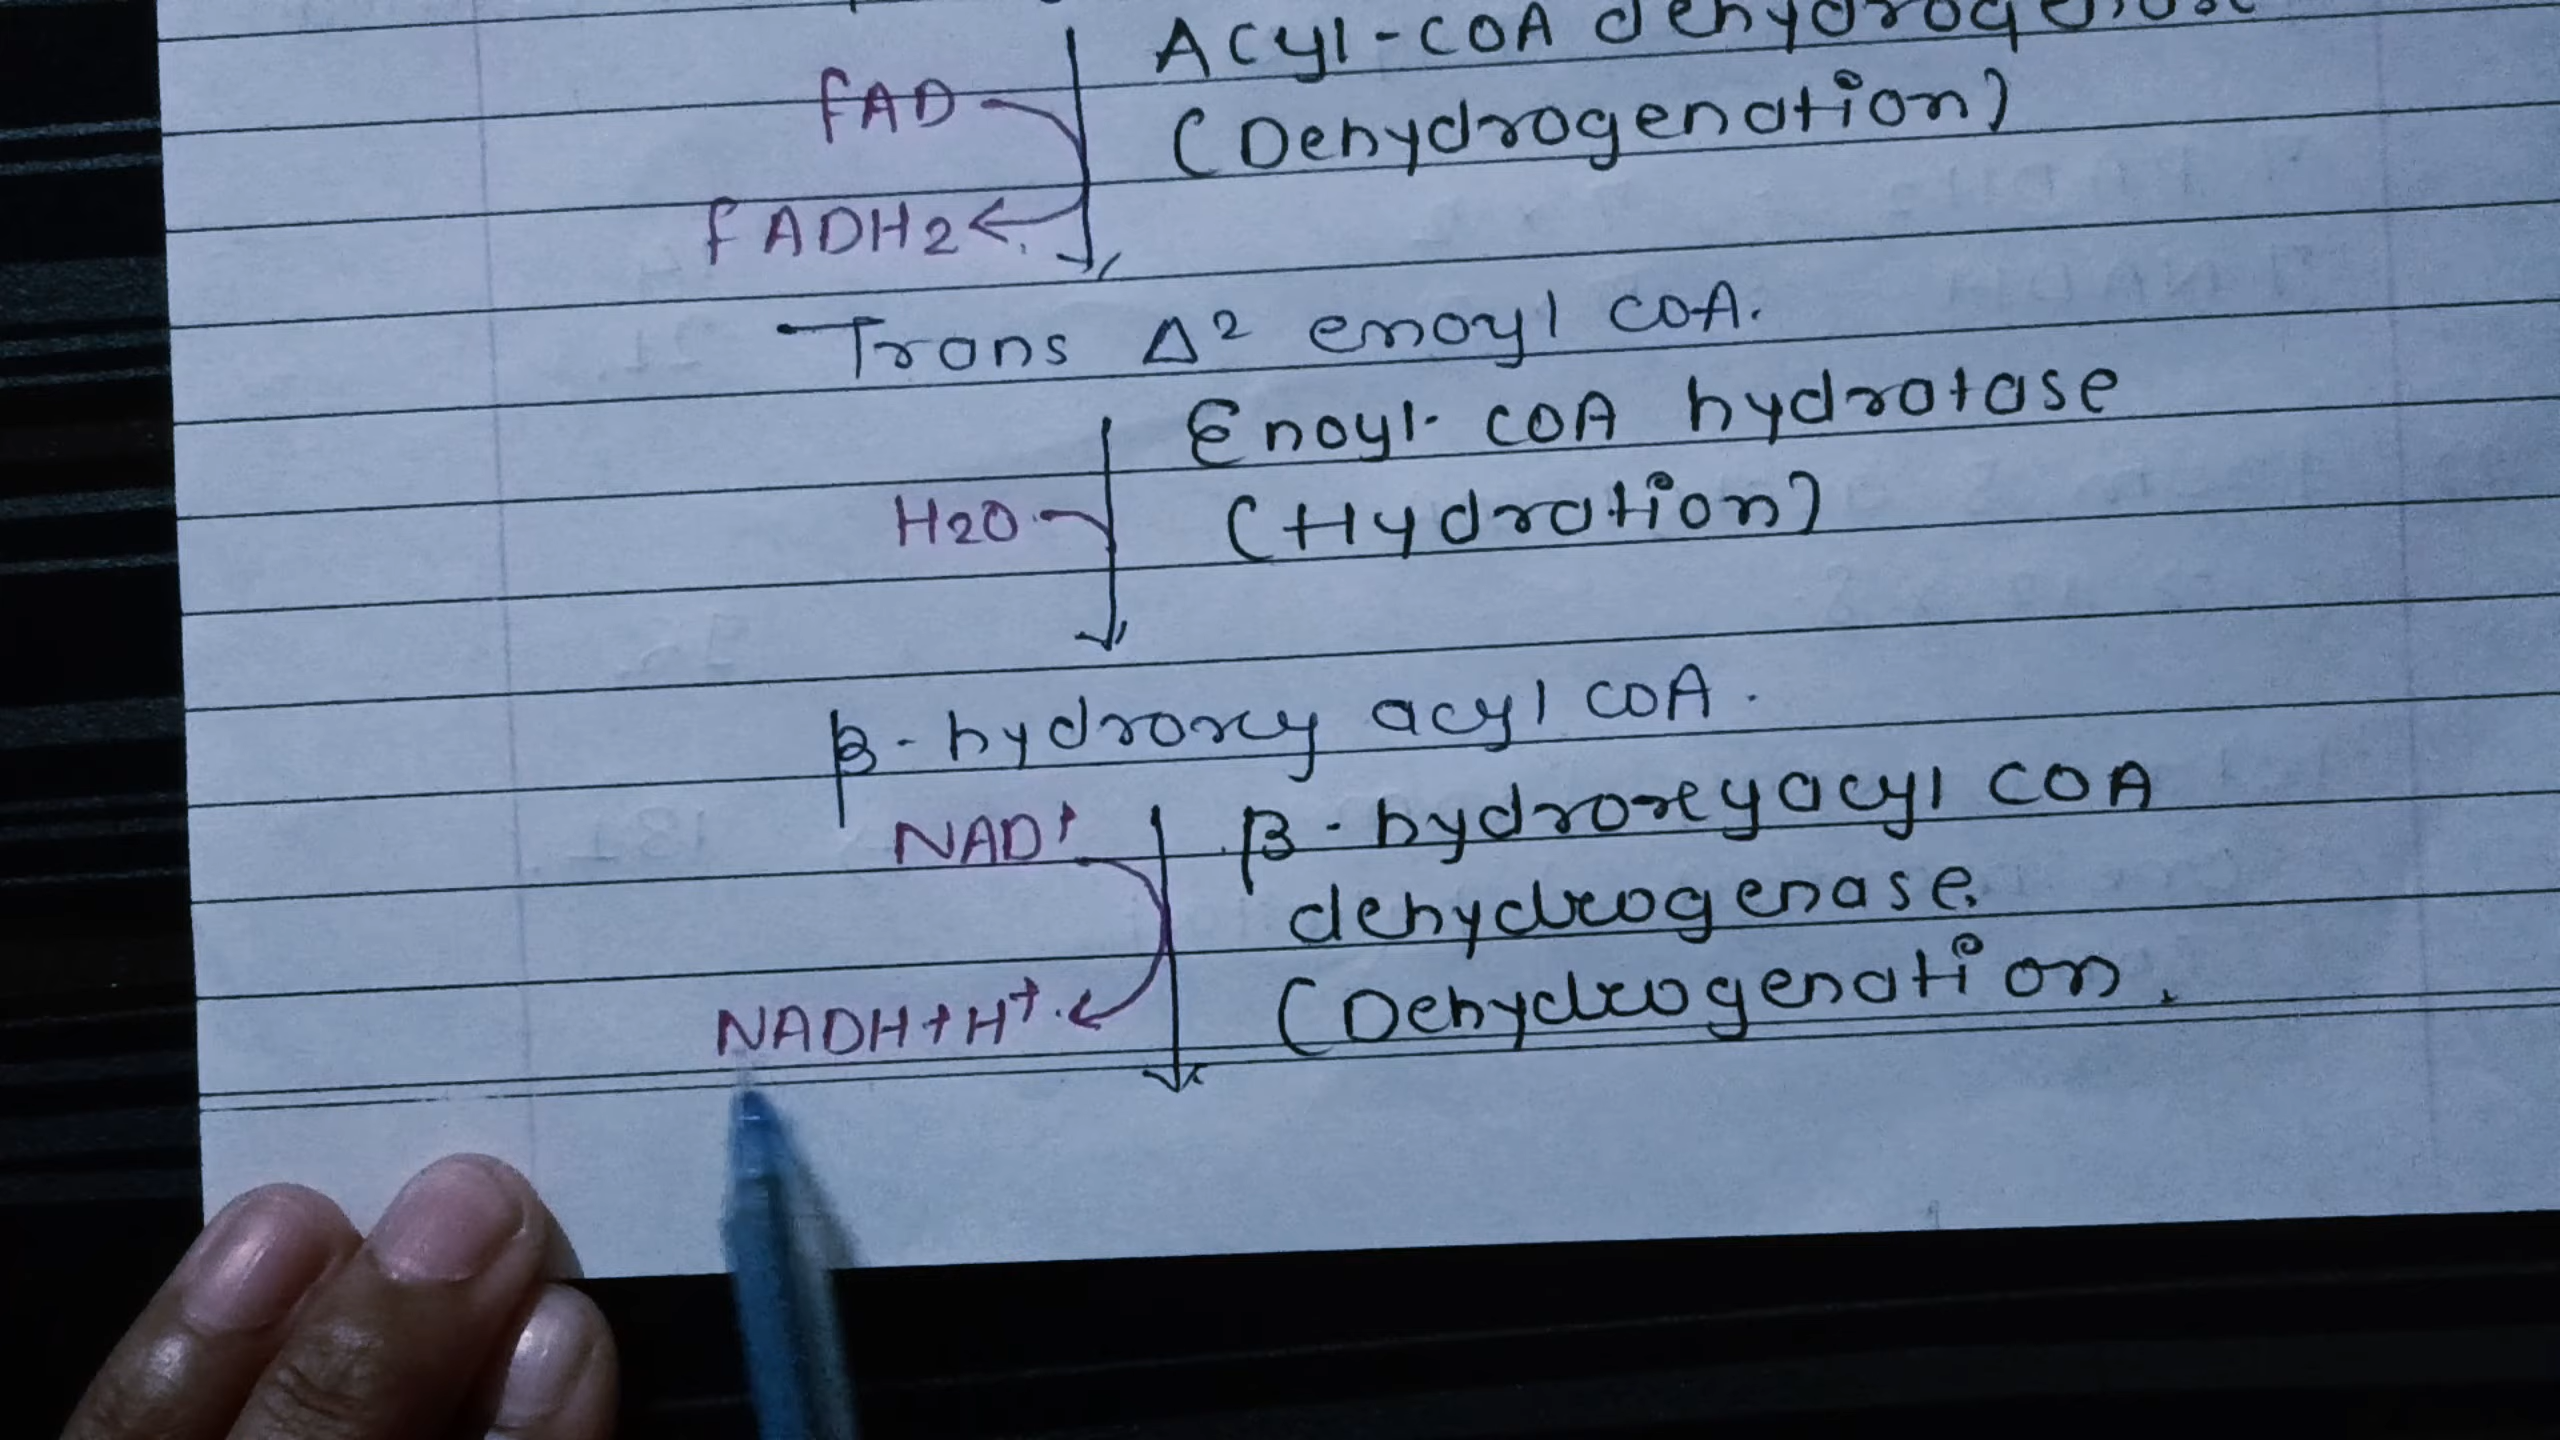 Acyl-COA dehydrogenase
FAD
(Dehydrogenation)
FADH2
Trans Δ² enoyl COA.
Enoyl- COA hydratase
H2O
(Hydration)
β-hydroxy acyl COA.
NAD+
β-hydroxyacyl COA
dehydrogenase.
NADH+H+.
(Dehydrogenation.